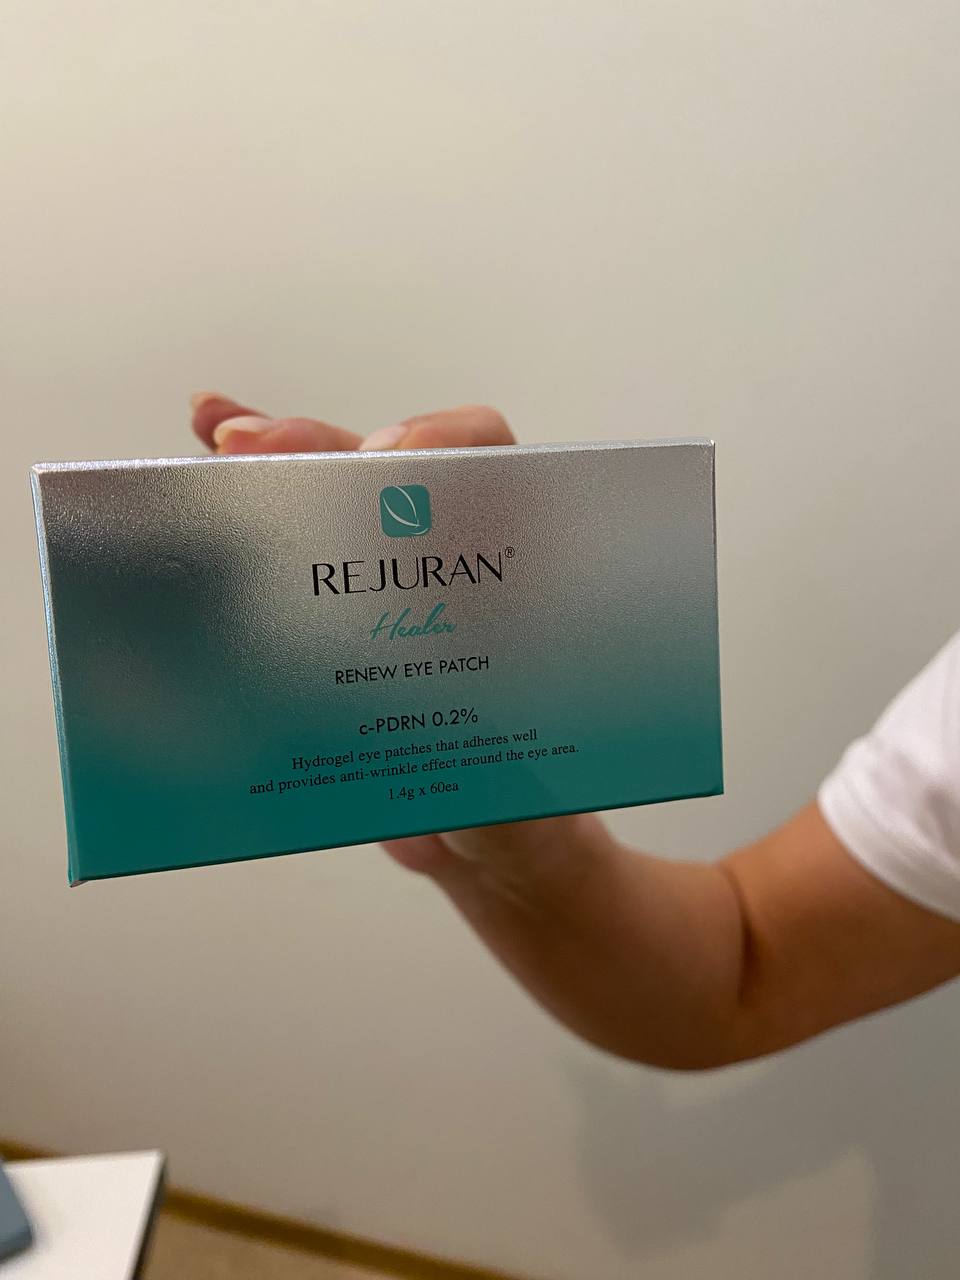 REJURAN®
Healer
RENEW EYE PATCH
c-PDRN 0.2%
Hydrogel eye patches that adheres well
and provides anti-wrinkle effect around the eye area.
1.4g x 60ea